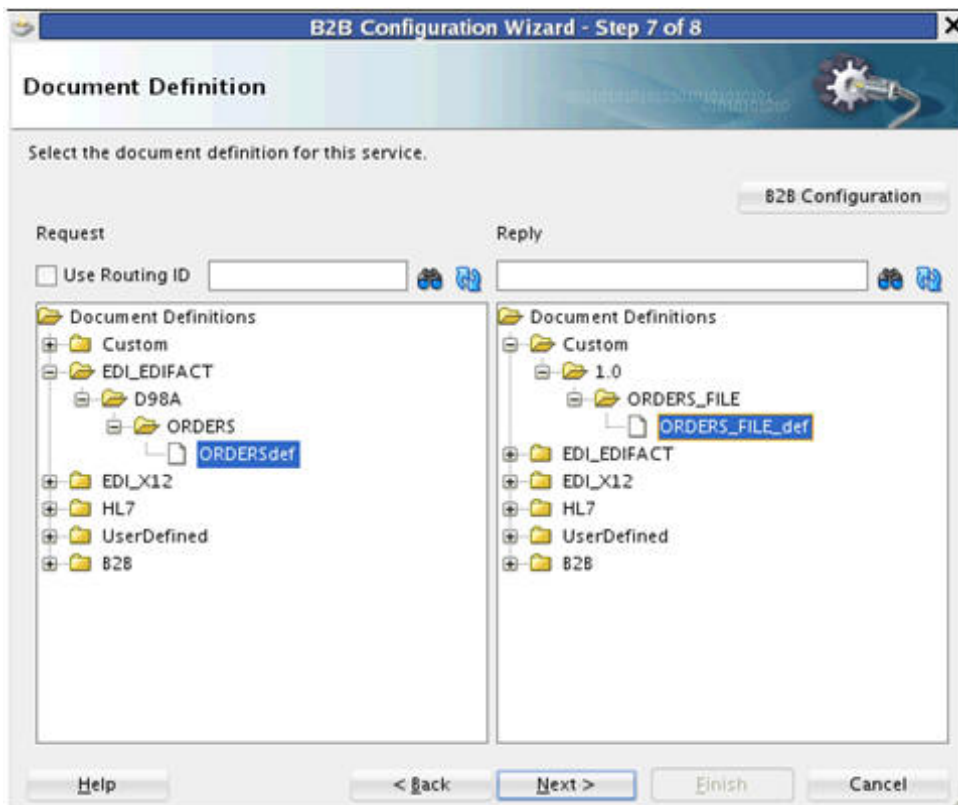 B2B Configuration Wizard - Step 7 of 8
Document Definition
Select the document definition for this service.
B2B Configuration
Request
Reply
Use Routing ID
Document Definitions
Custom
EDI_EDIFACT
D98A
ORDERS
ORDERSdef
EDI_X12
HL7
UserDefined
B2B
Document Definitions
Custom
1.0
ORDERS_FILE
ORDERS_FILE_def
EDI_EDIFACT
EDI_X12
HL7
UserDefined
B2B
Help
< Back
Next >
Finish
Cancel